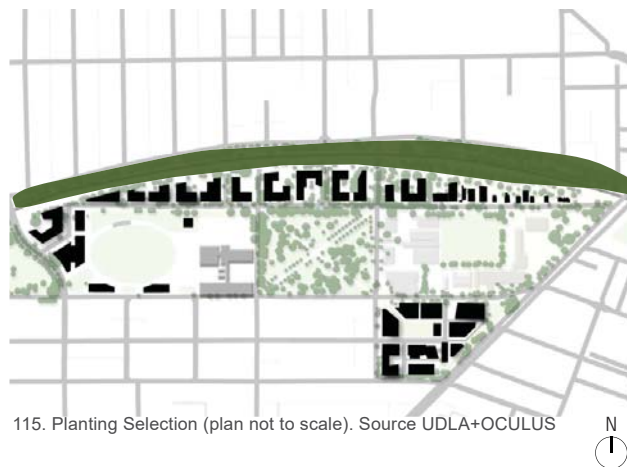 115. Planting Selection (plan not to scale). Source UDLA+OCULUS
N